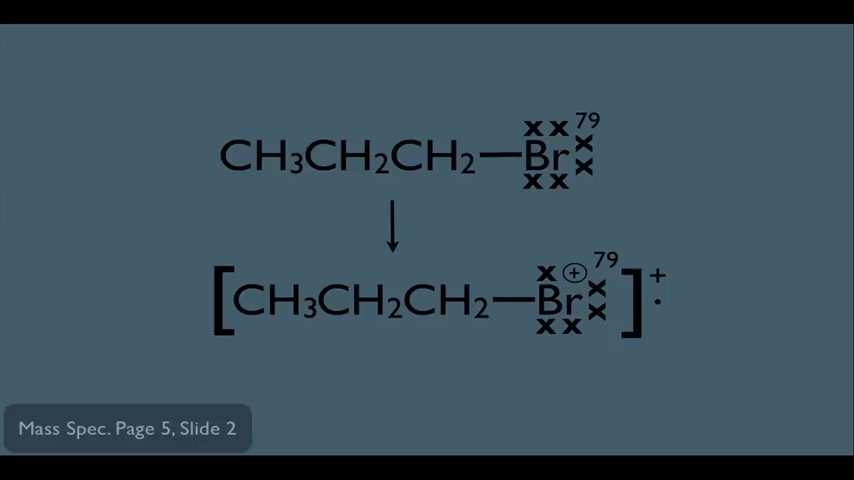 CH₃CH₂CH₂—Br 79
[CH₃CH₂CH₂—Br ⊕ 79]+.
Mass Spec. Page 5, Slide 2